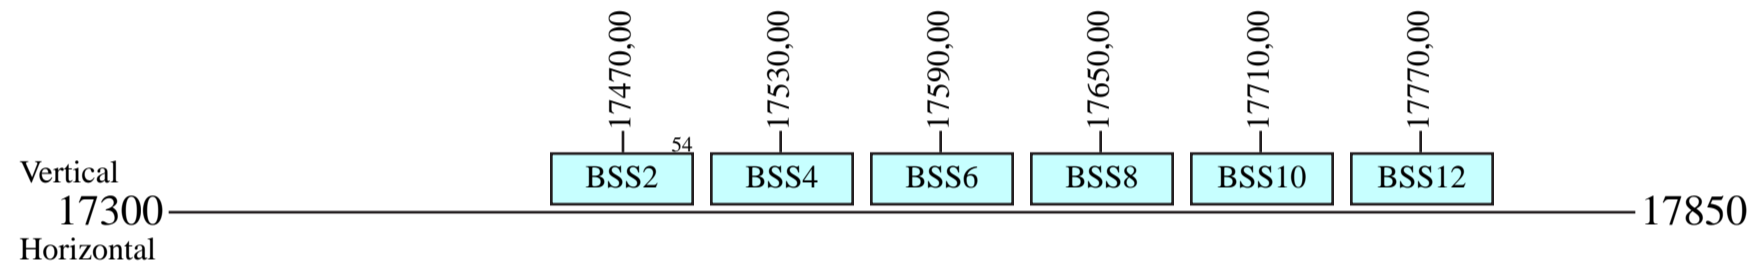 17470,00 17530,00 17590,00 17650,00 17710,00 17770,00
54
BSS2 BSS4 BSS6 BSS8 BSS10 BSS12
Vertical
17300 17850
Horizontal